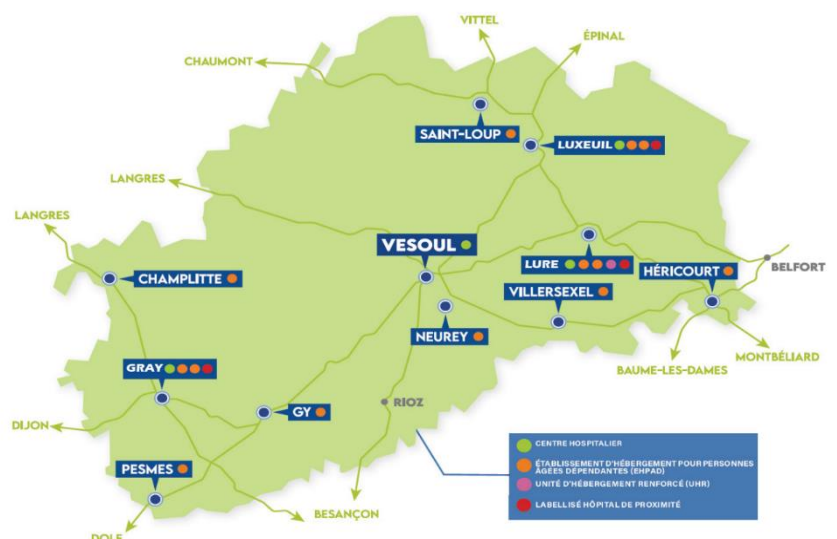 VITTEL
ÉPINAL
CHAUMONT
SAINT-LOUP
LUXEUIL
LANGRES
LANGRES
VESOUL
LURE
HÉRICOURT
BELFORT
CHAMPLITTE
VILLERSEXEL
NEUREY
MONTBÉLIARD
BAUME-LES-DAMES
GRAY
RIOZ
GY
DIJON
PESMES
BESANÇON
DOLE
CENTRE HOSPITALIER
ÉTABLISSEMENT D'HÉBERGEMENT POUR PERSONNES
ÂGÉES DÉPENDANTES (EHPAD)
UNITÉ D'HÉBERGEMENT RENFORCÉ (UHR)
LABELLISÉ HÔPITAL DE PROXIMITÉ